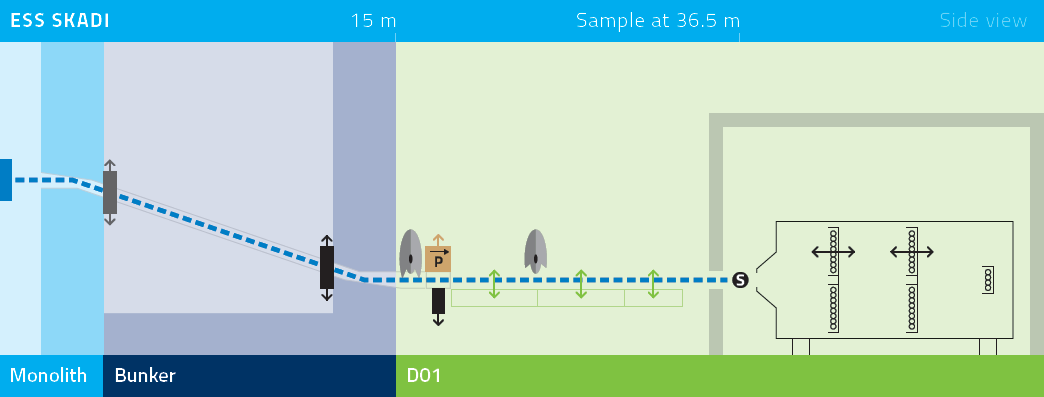 ESS SKADI
15 m
Sample at 36.5 m
Side view
P
S
Monolith
Bunker
D01